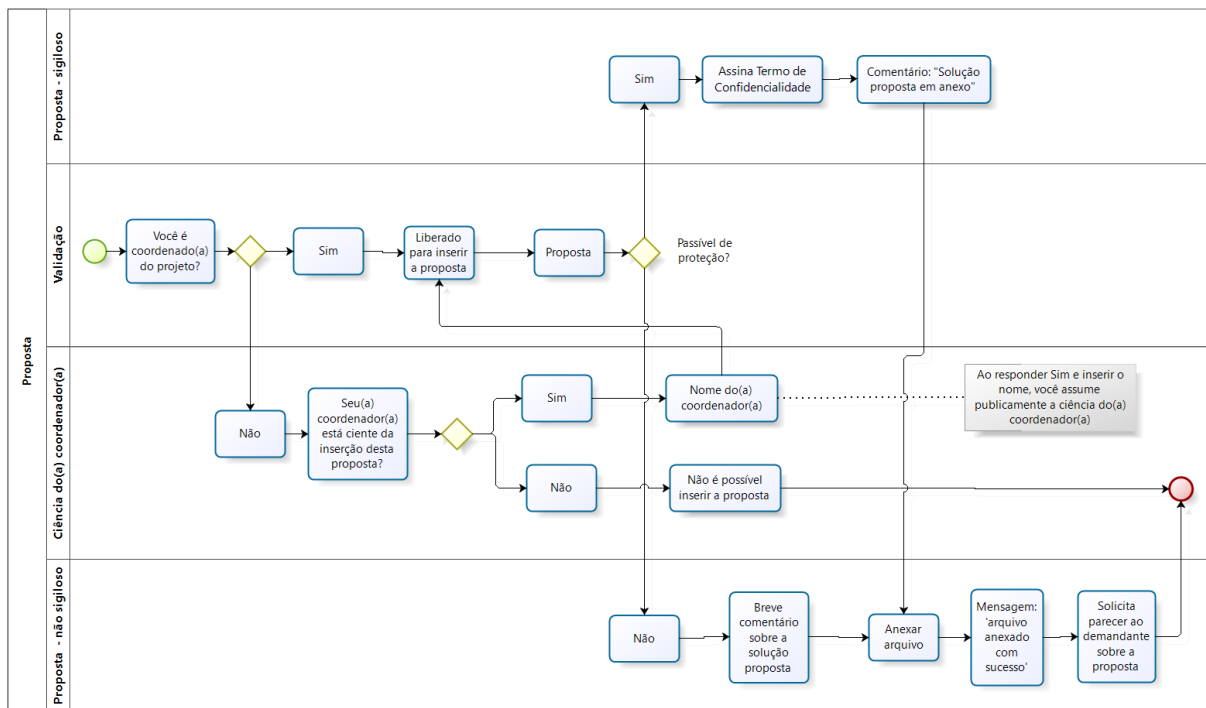 Proposta
Proposta - sigiloso
Sim
Assina Termo de
Confidencialidade
Comentário: "Solução
proposta em anexo"
Validação
Você é
coordenado(a)
do projeto?
Sim
Liberado
para inserir
a proposta
Proposta
Passível de
proteção?
Ciência do(a) coordenador(a)
Não
Seu(a)
coordenador(a)
está ciente da
inserção desta
proposta?
Sim
Nome do(a)
coordenador(a)
Ao responder Sim e inserir o
nome, você assume
publicamente a ciência do(a)
coordenador(a)
Não
Não é possível
inserir a proposta
Proposta - não sigiloso
Não
Breve
comentário
sobre a
solução
proposta
Anexar
arquivo
Mensagem:
'arquivo
anexado
com
sucesso'
Solicita
parecer ao
demandante
sobre a
proposta